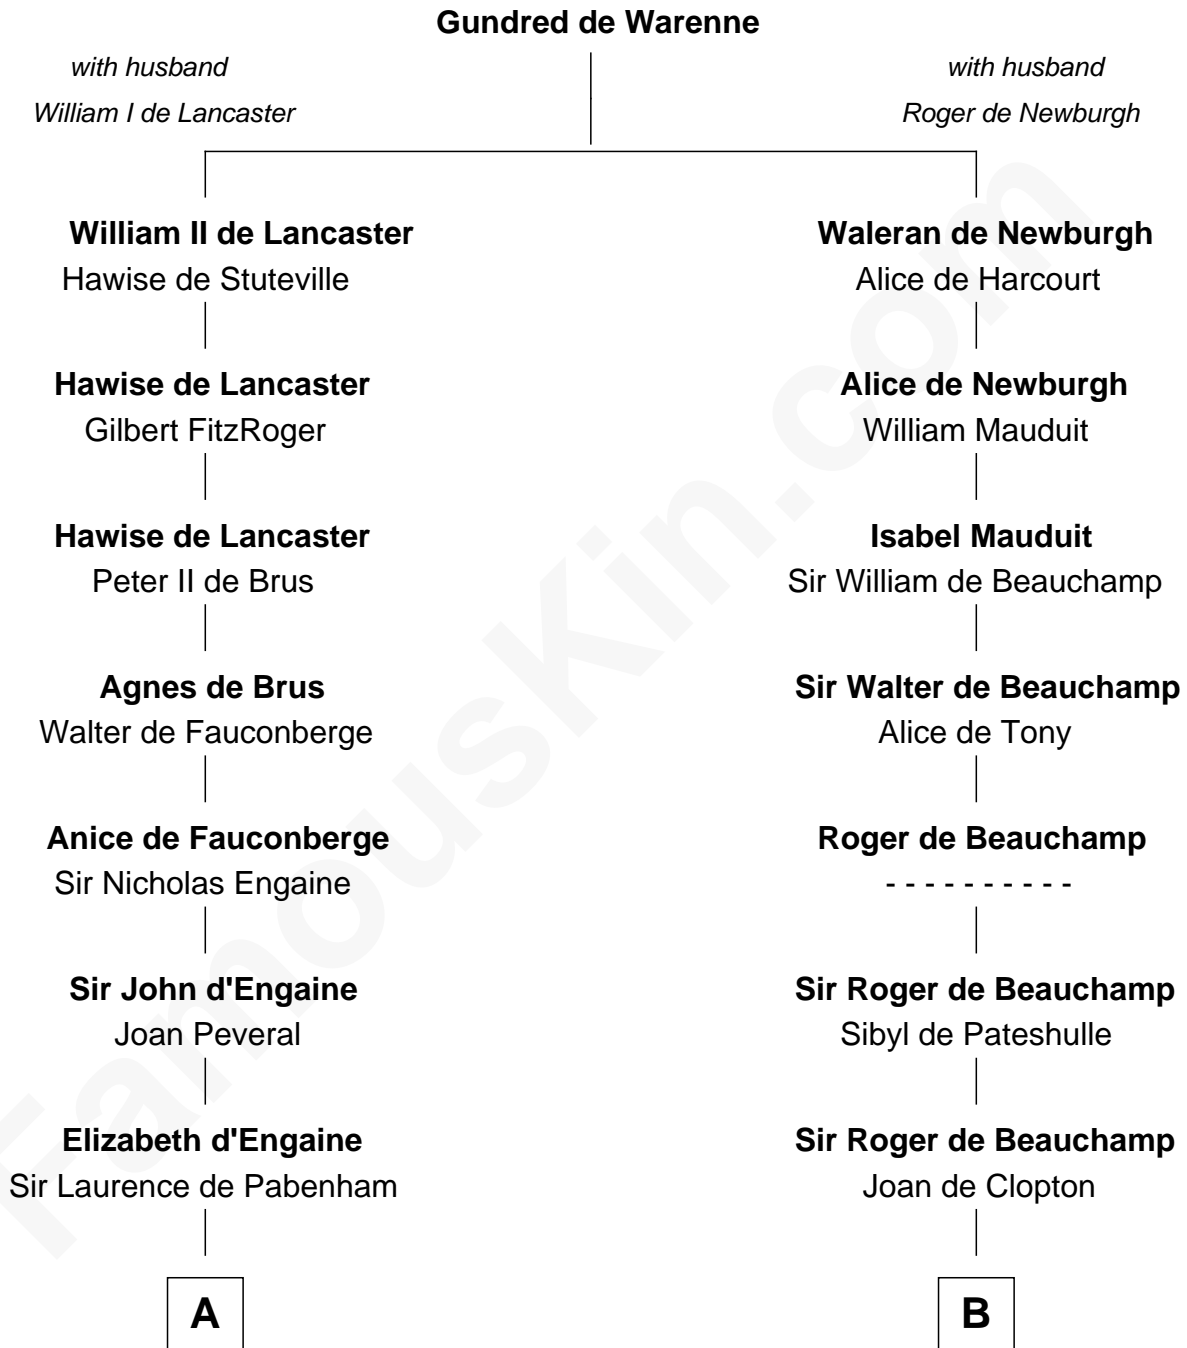 Gundred de Warenne
with husband
William I de Lancaster
with husband
Roger de Newburgh
William II de Lancaster
Hawise de Stuteville
Waleran de Newburgh
Alice de Harcourt
Hawise de Lancaster
Gilbert FitzRoger
Alice de Newburgh
William Mauduit
Hawise de Lancaster
Peter II de Brus
Isabel Mauduit
Sir William de Beauchamp
Agnes de Brus
Walter de Fauconberge
Sir Walter de Beauchamp
Alice de Tony
Anice de Fauconberge
Sir Nicholas Engaine
Roger de Beauchamp
- - - - - - - - - -
Sir John d'Engaine
Joan Peveral
Sir Roger de Beauchamp
Sibyl de Pateshulle
Elizabeth d'Engaine
Sir Laurence de Pabenham
Sir Roger de Beauchamp
Joan de Clopton
A
B
FamousKin.com